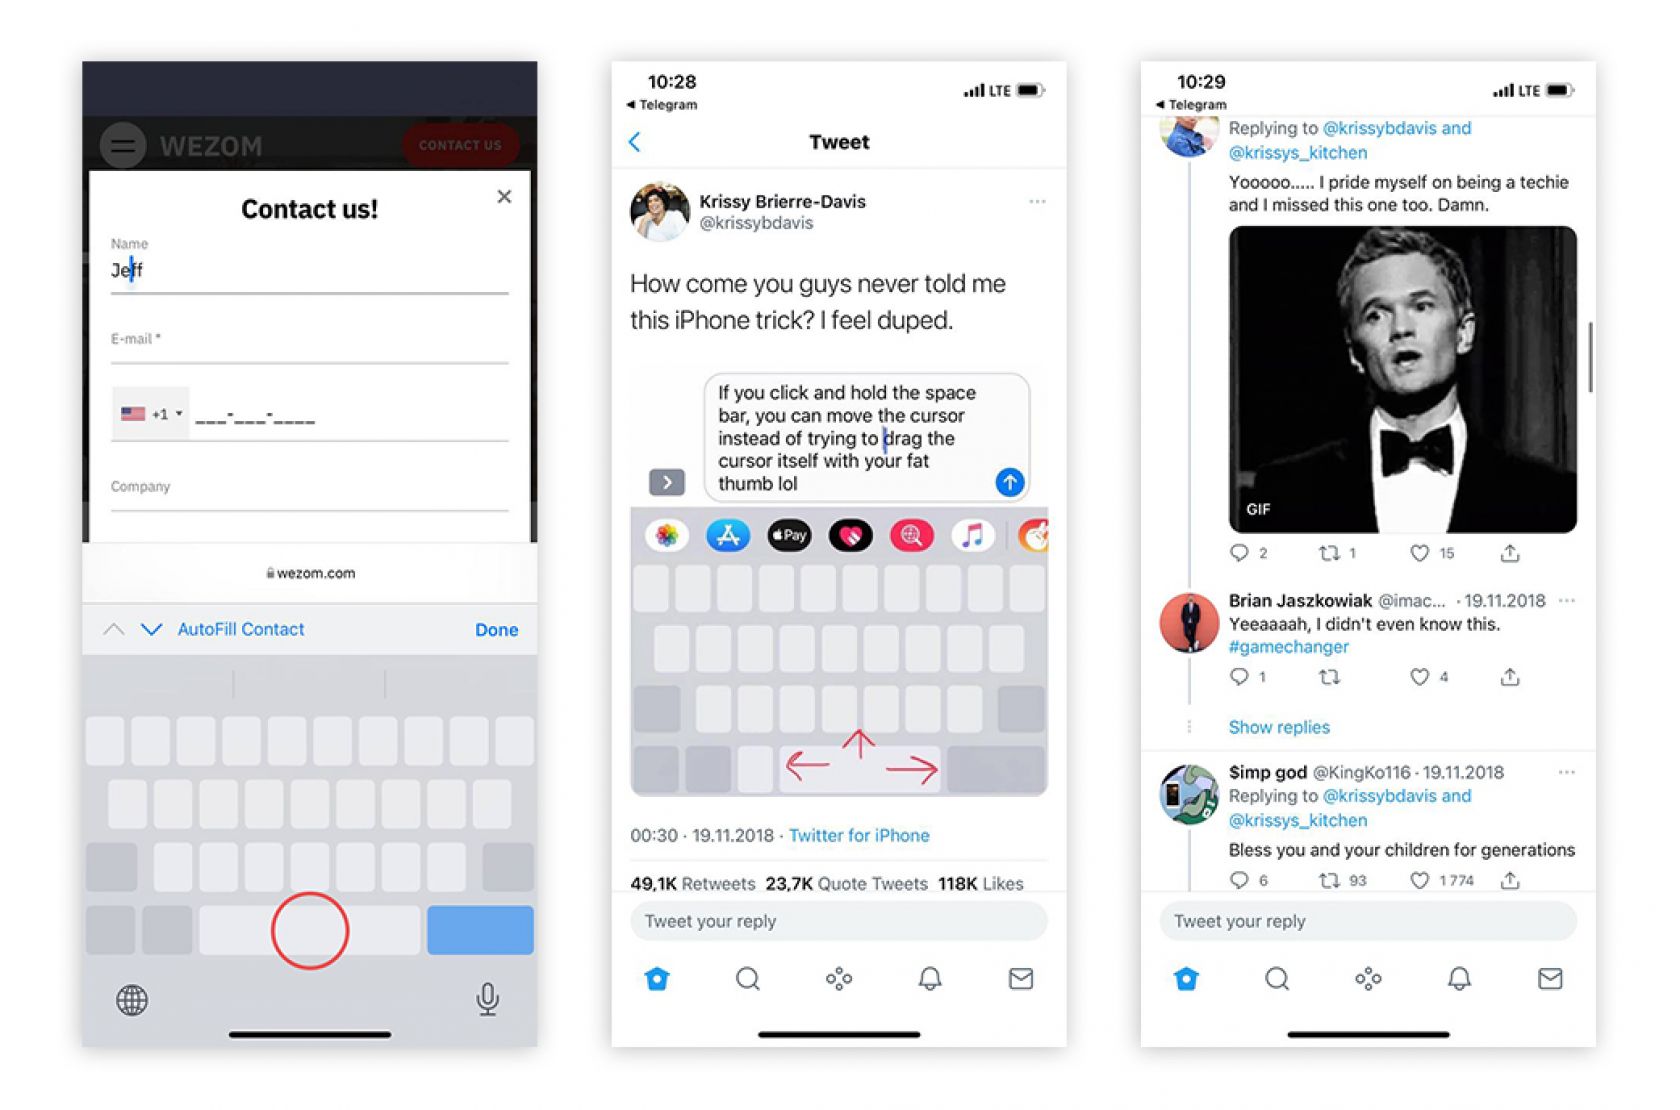 WEZOM
CONTACT US
Contact us!
Name
Jeff
E-mail *
+1 ___-___-____
Company
wezom.com
AutoFill Contact
Done
10:28
LTE
Telegram
Tweet
Krissy Brierre-Davis
@krissybdavis
How come you guys never told me
this iPhone trick? I feel duped.
If you click and hold the space
bar, you can move the cursor
instead of trying to drag the
cursor itself with your fat
thumb lol
Pay
00:30 · 19.11.2018 · Twitter for iPhone
49,1K Retweets 23,7K Quote Tweets 118K Likes
Tweet your reply
10:29
LTE
Telegram
Replying to @krissybdavis and
@krissys_kitchen
Yooooo..... I pride myself on being a techie
and I missed this one too. Damn.
GIF
2 1 15
Brian Jaszkowiak @imac... · 19.11.2018
Yeeaaaah, I didn't even know this.
#gamechanger
1 4
Show replies
$imp god @KingKo116 · 19.11.2018
Replying to @krissybdavis and
@krissys_kitchen
Bless you and your children for generations
6 93 1 774
Tweet your reply